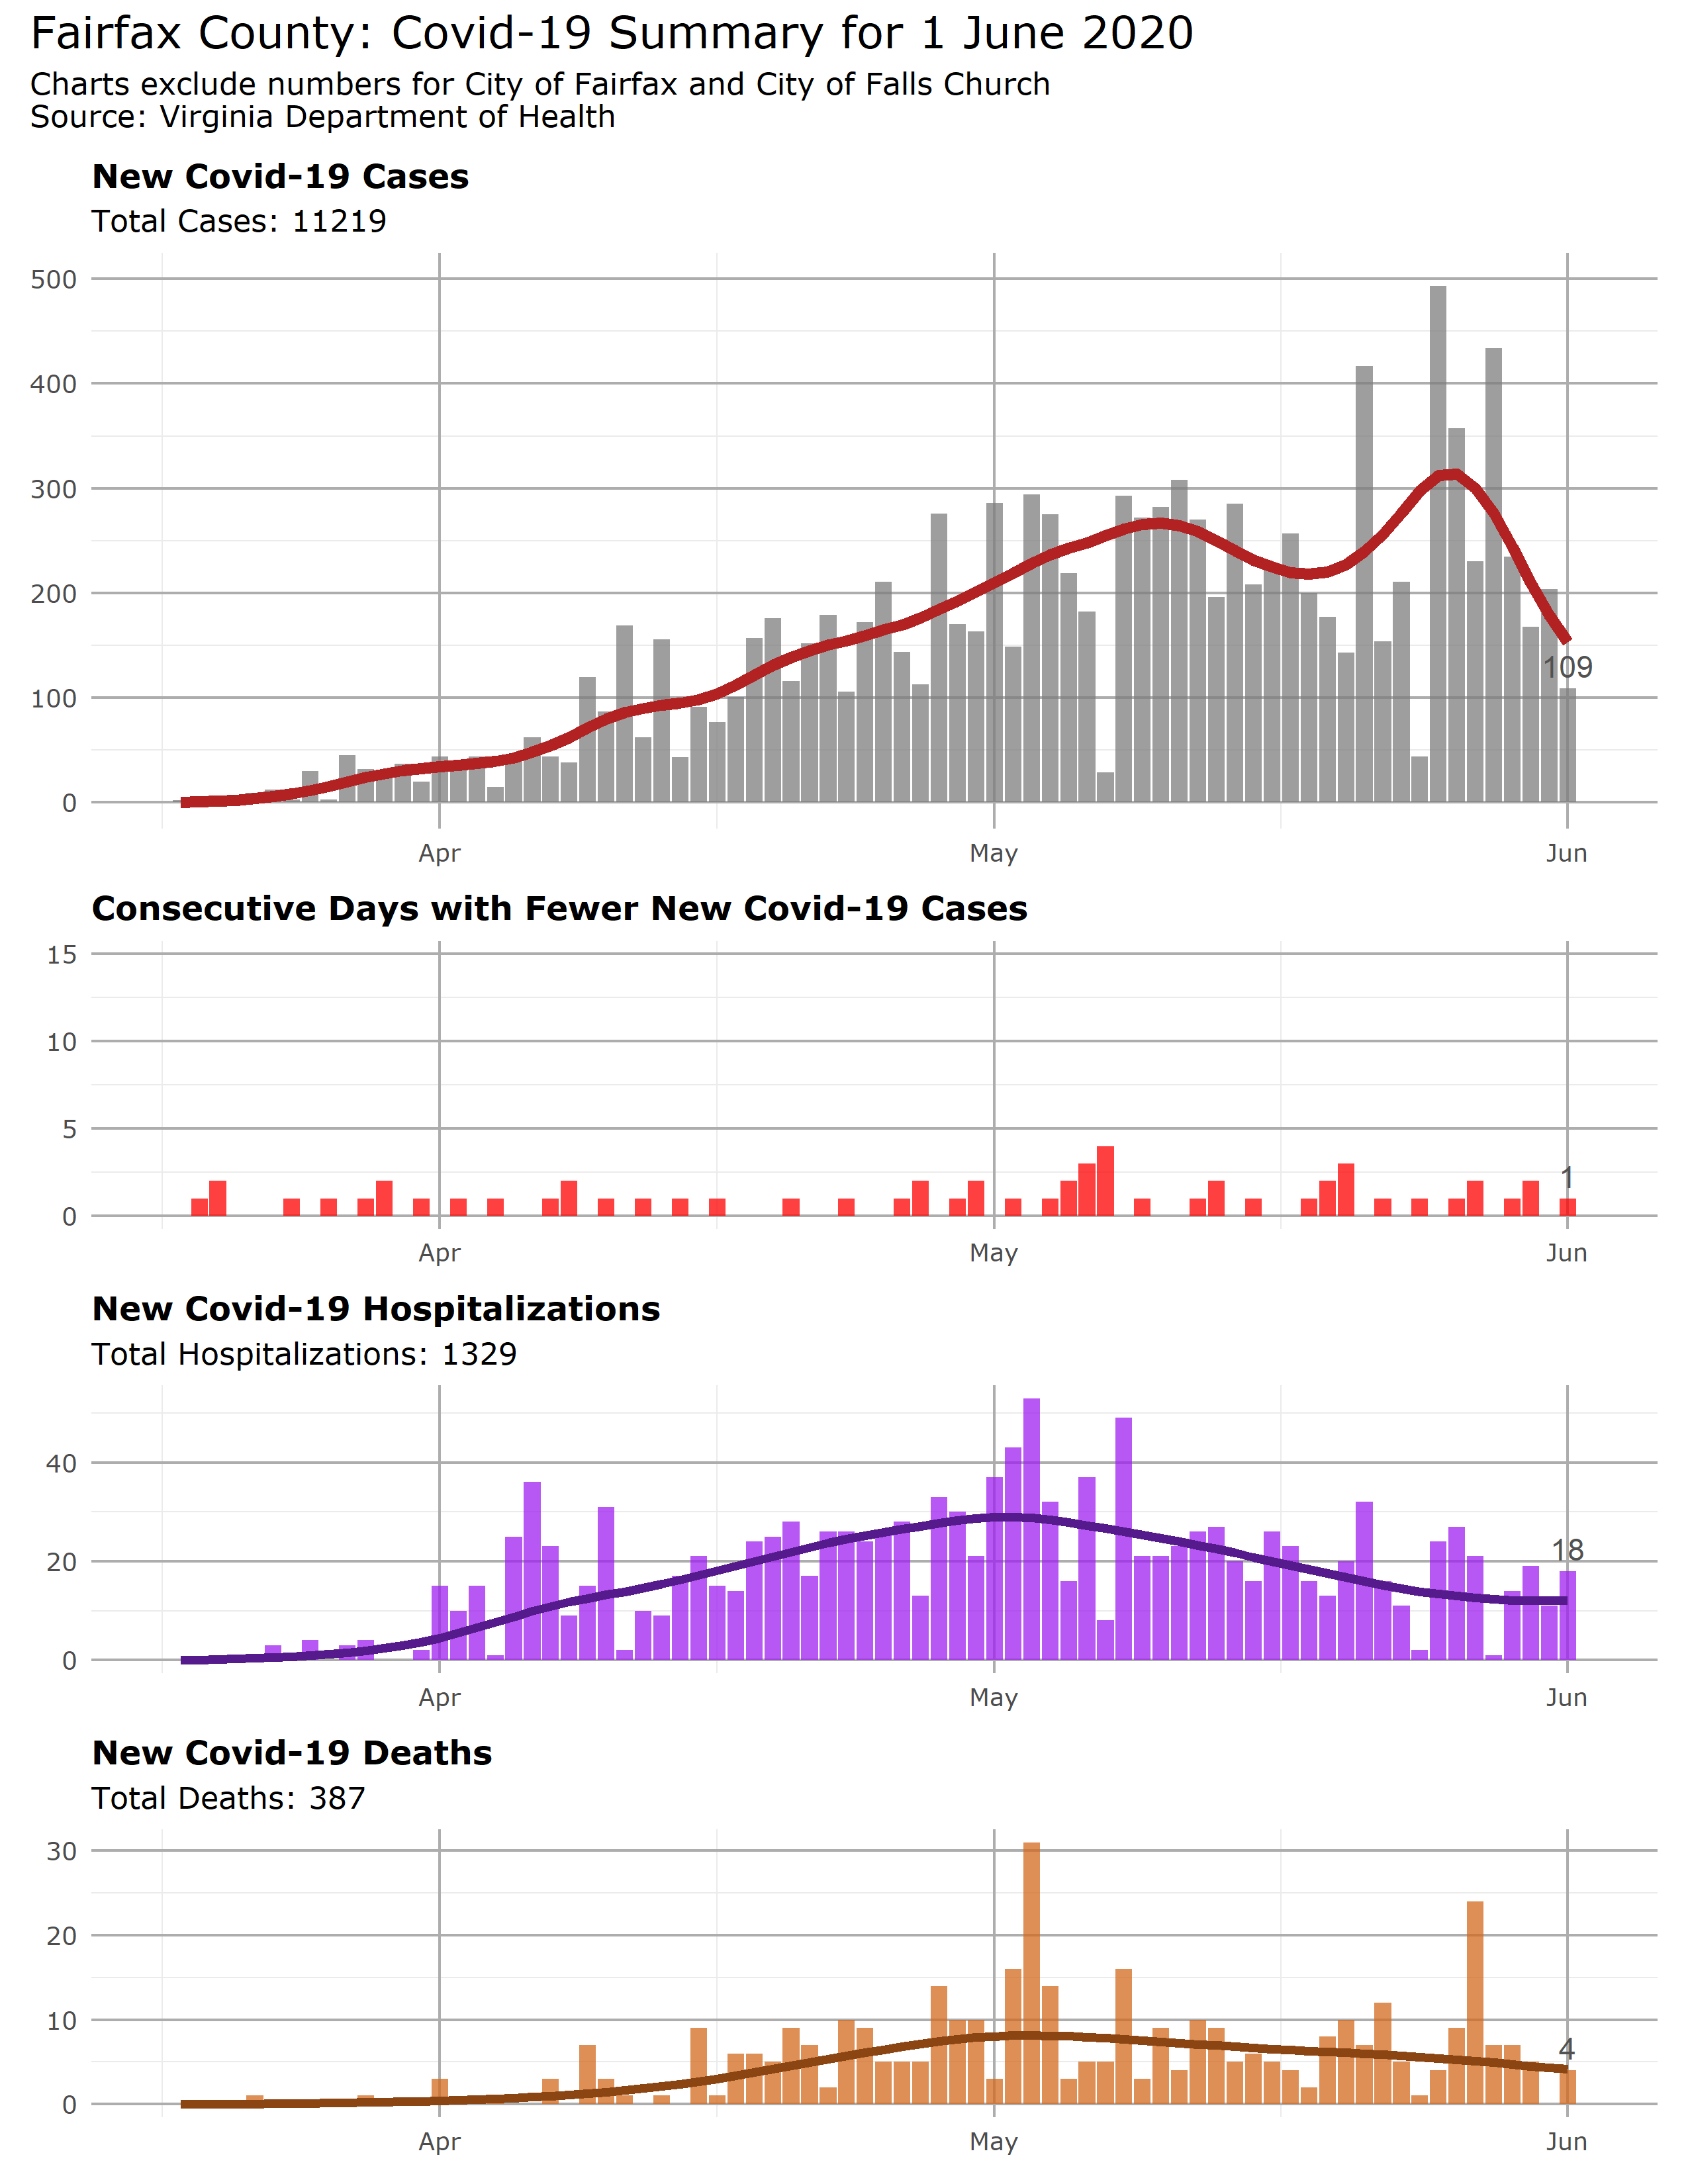 Fairfax County: Covid-19 Summary for 1 June 2020
Charts exclude numbers for City of Fairfax and City of Falls Church
Source: Virginia Department of Health
New Covid-19 Cases
Total Cases: 11219
500
400
300
200
100
0
109
Apr May Jun
Consecutive Days with Fewer New Covid-19 Cases
15
10
5
0
1
Apr May Jun
New Covid-19 Hospitalizations
Total Hospitalizations: 1329
40
20
0
18
Apr May Jun
New Covid-19 Deaths
Total Deaths: 387
30
20
10
0
4
Apr May Jun